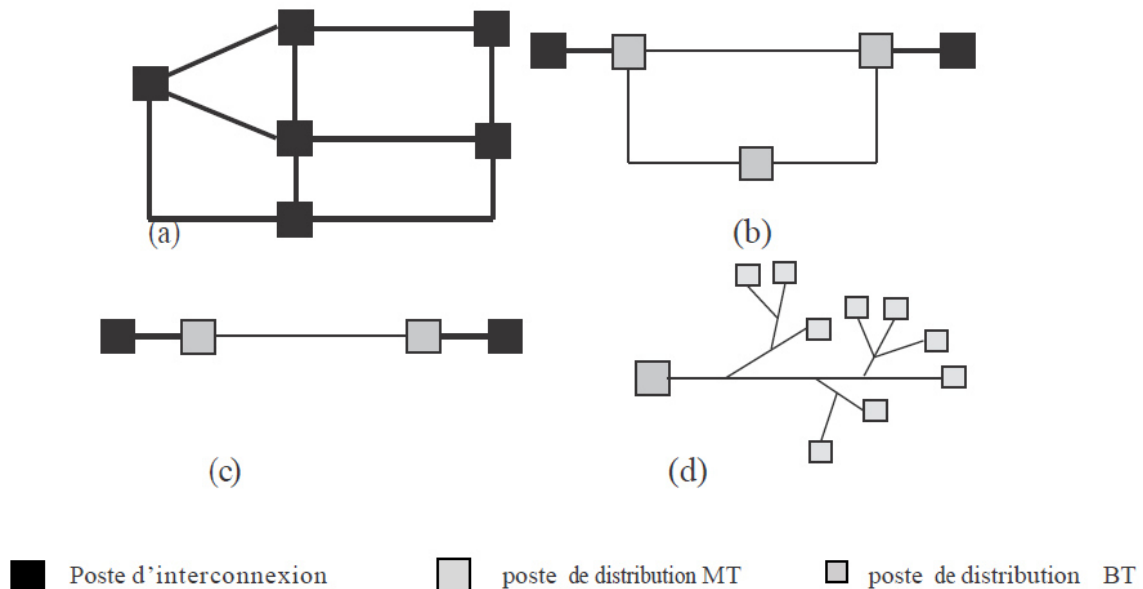 (a)
(b)
(c)
(d)
Poste d'interconnexion
poste de distribution MT
poste de distribution BT